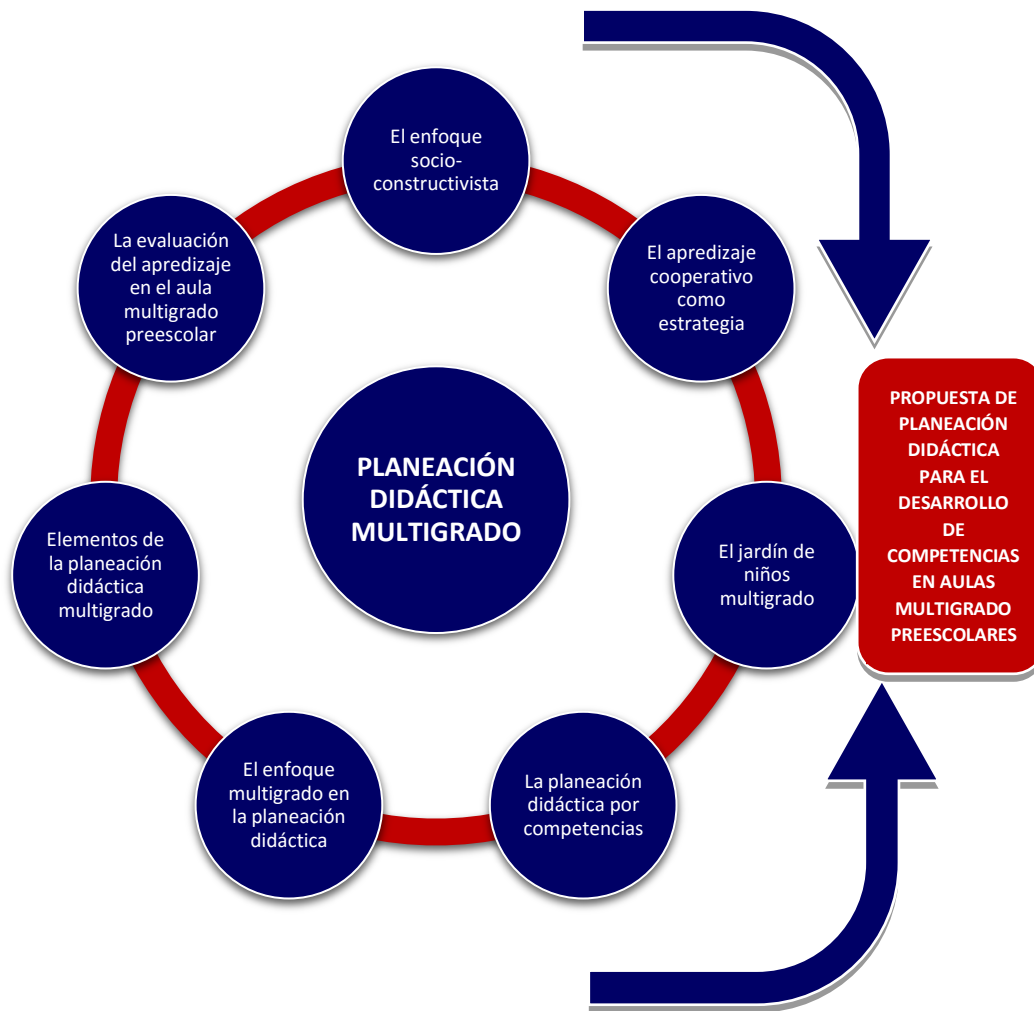 El enfoque
socio-
constructivista
El apredizaje
cooperativo
como
estrategia
El jardín de
niños
multigrado
La planeación
didáctica por
competencias
El enfoque
multigrado en
la planeación
didáctica
Elementos de
la planeación
didáctica
multigrado
La evaluación
del apredizaje
en el aula
multigrado
preescolar
PLANEACIÓN
DIDÁCTICA
MULTIGRADO
PROPUESTA DE
PLANEACIÓN
DIDÁCTICA
PARA EL
DESARROLLO
DE
COMPETENCIAS
EN AULAS
MULTIGRADO
PREESCOLARES